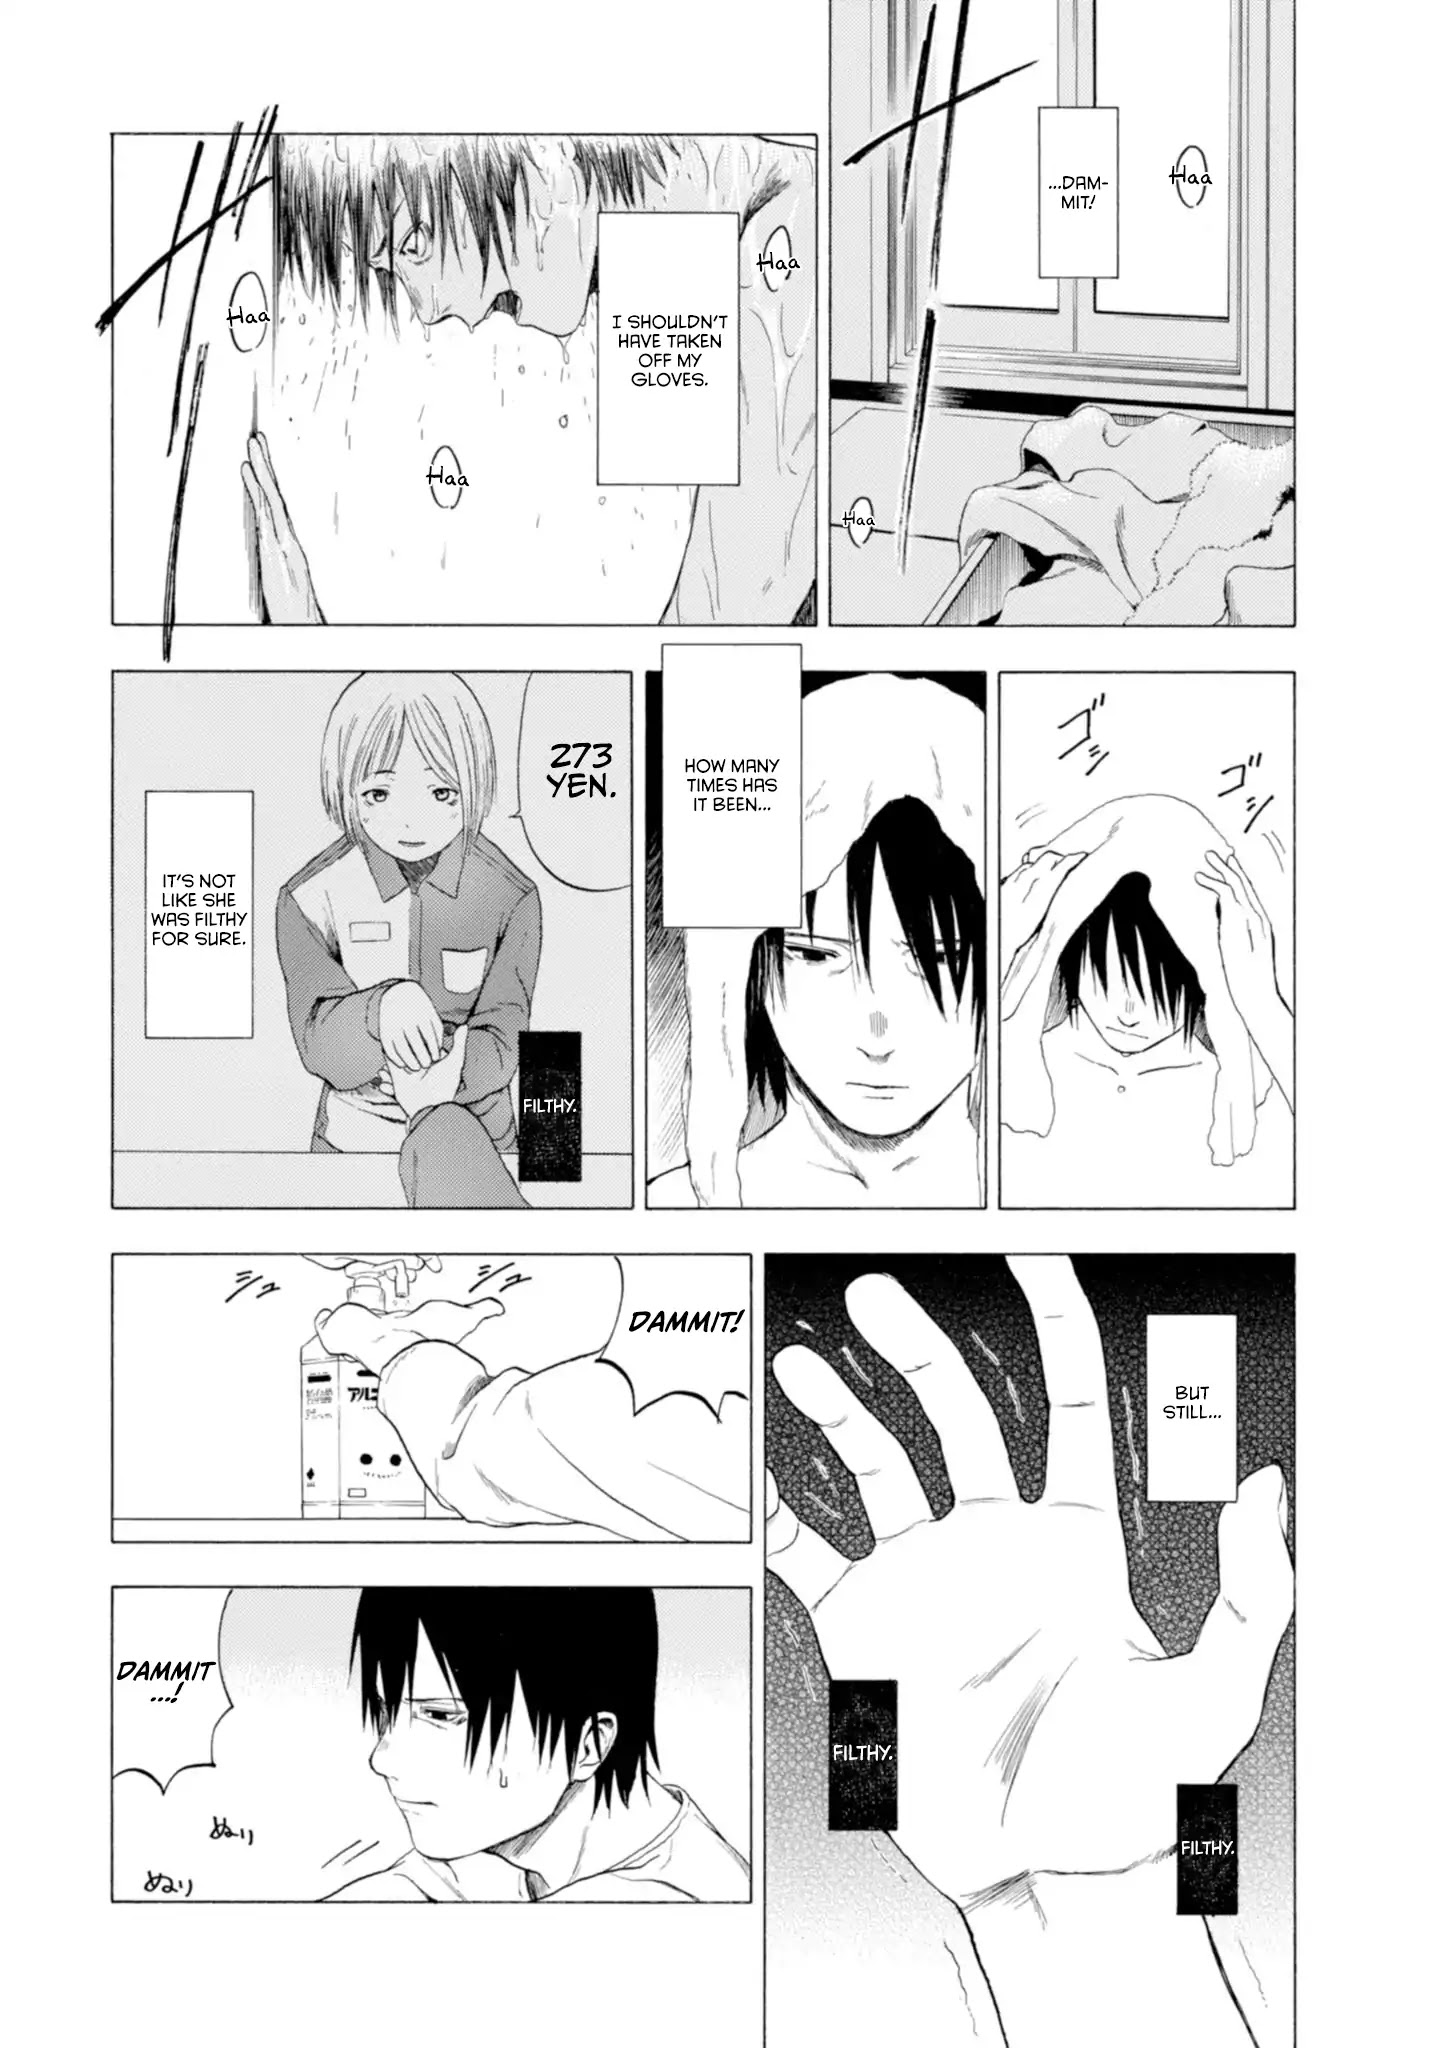 ...DAM-
MIT!
Haa
Haa
Haa
I SHOULDN'T
HAVE TAKEN
OFF MY
GLOVES.
Haa
Haa
ゴ
シ
ゴ
シ
HOW MANY
TIMES HAS
IT BEEN...
273
YEN.
IT'S NOT
LIKE SHE
WAS FILTHY
FOR SURE.
FILTHY.
BUT
STILL...
FILTHY.
FILTHY.
シュ
シュ
DAMMIT!
アルコ
DAMMIT
...!
ぬり
ぬり